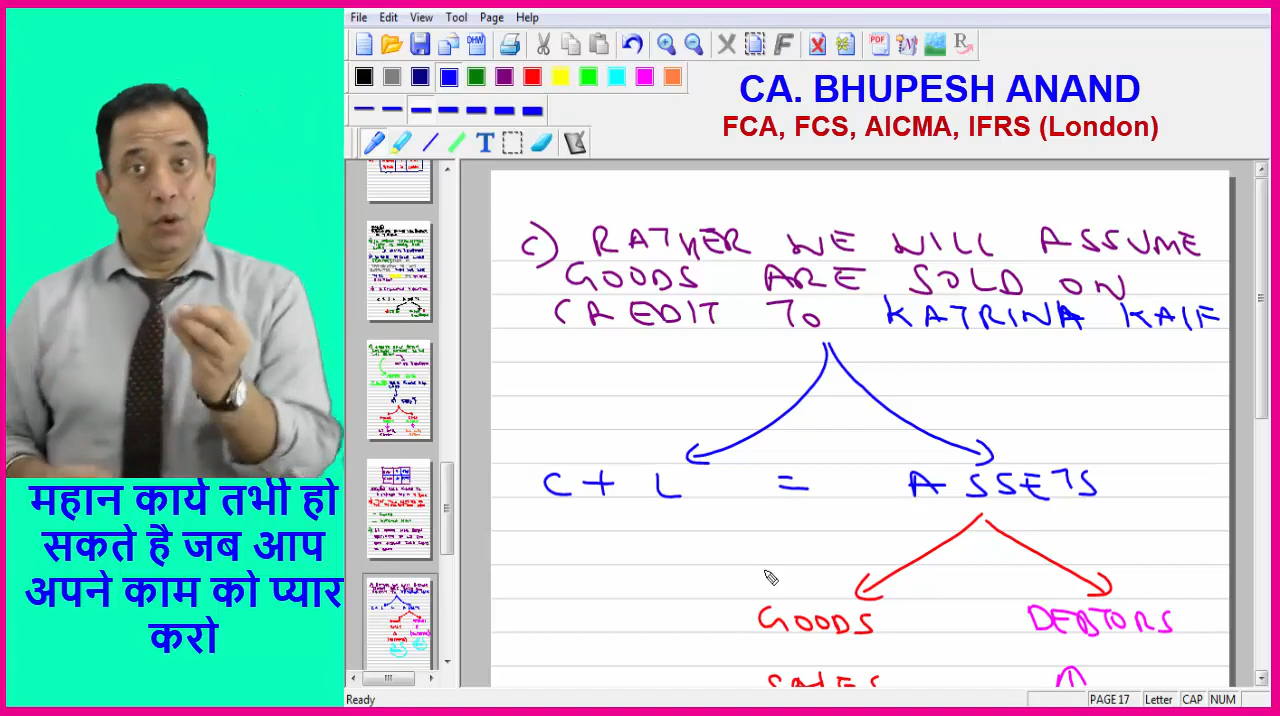 File Edit View Tool Page Help
CA. BHUPESH ANAND
FCA, FCS, AICMA, IFRS (London)
C) RATHER WE WILL ASSUME
GOODS ARE SOLD ON
CREDIT TO KATRINA KAIF
C + L = ASSETS
GOODS DEBTORS
SALES
महान कार्य तभी हो
सकते है जब आप
अपने काम को प्यार
करो
Ready PAGE 17 Letter CAP NUM